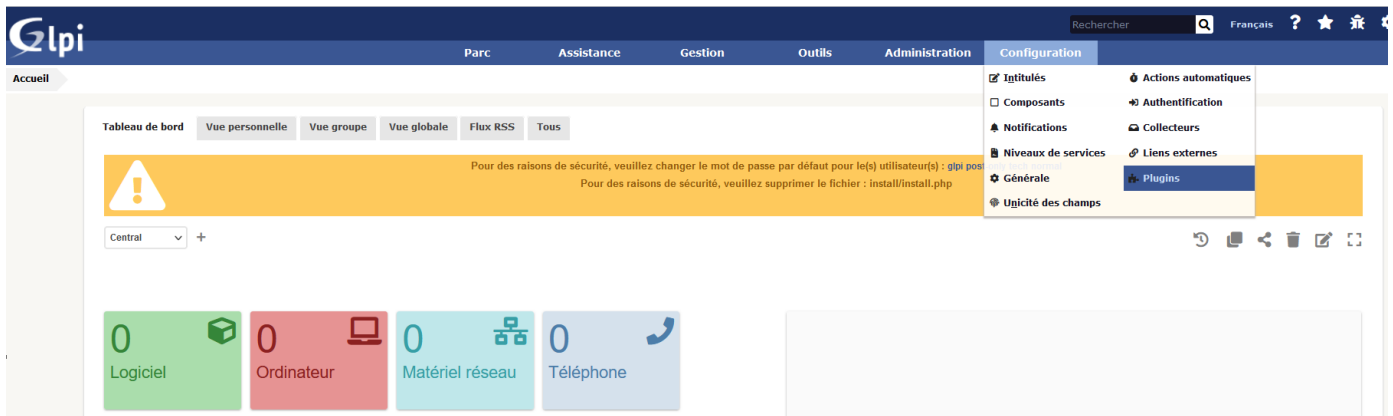 Glpi
Rechercher Français ?
Parc Assistance Gestion Outils Administration Configuration
Accueil
Intitulés Actions automatiques
Composants Authentification
Notifications Collecteurs
Niveaux de services Liens externes
Générale Plugins
Unicité des champs
Tableau de bord Vue personnelle Vue groupe Vue globale Flux RSS Tous
Pour des raisons de sécurité, veuillez changer le mot de passe par défaut pour le(s) utilisateur(s) : glpi post
Pour des raisons de sécurité, veuillez supprimer le fichier : install/install.php
Central +
0 0 0 0
Logiciel Ordinateur Matériel réseau Téléphone